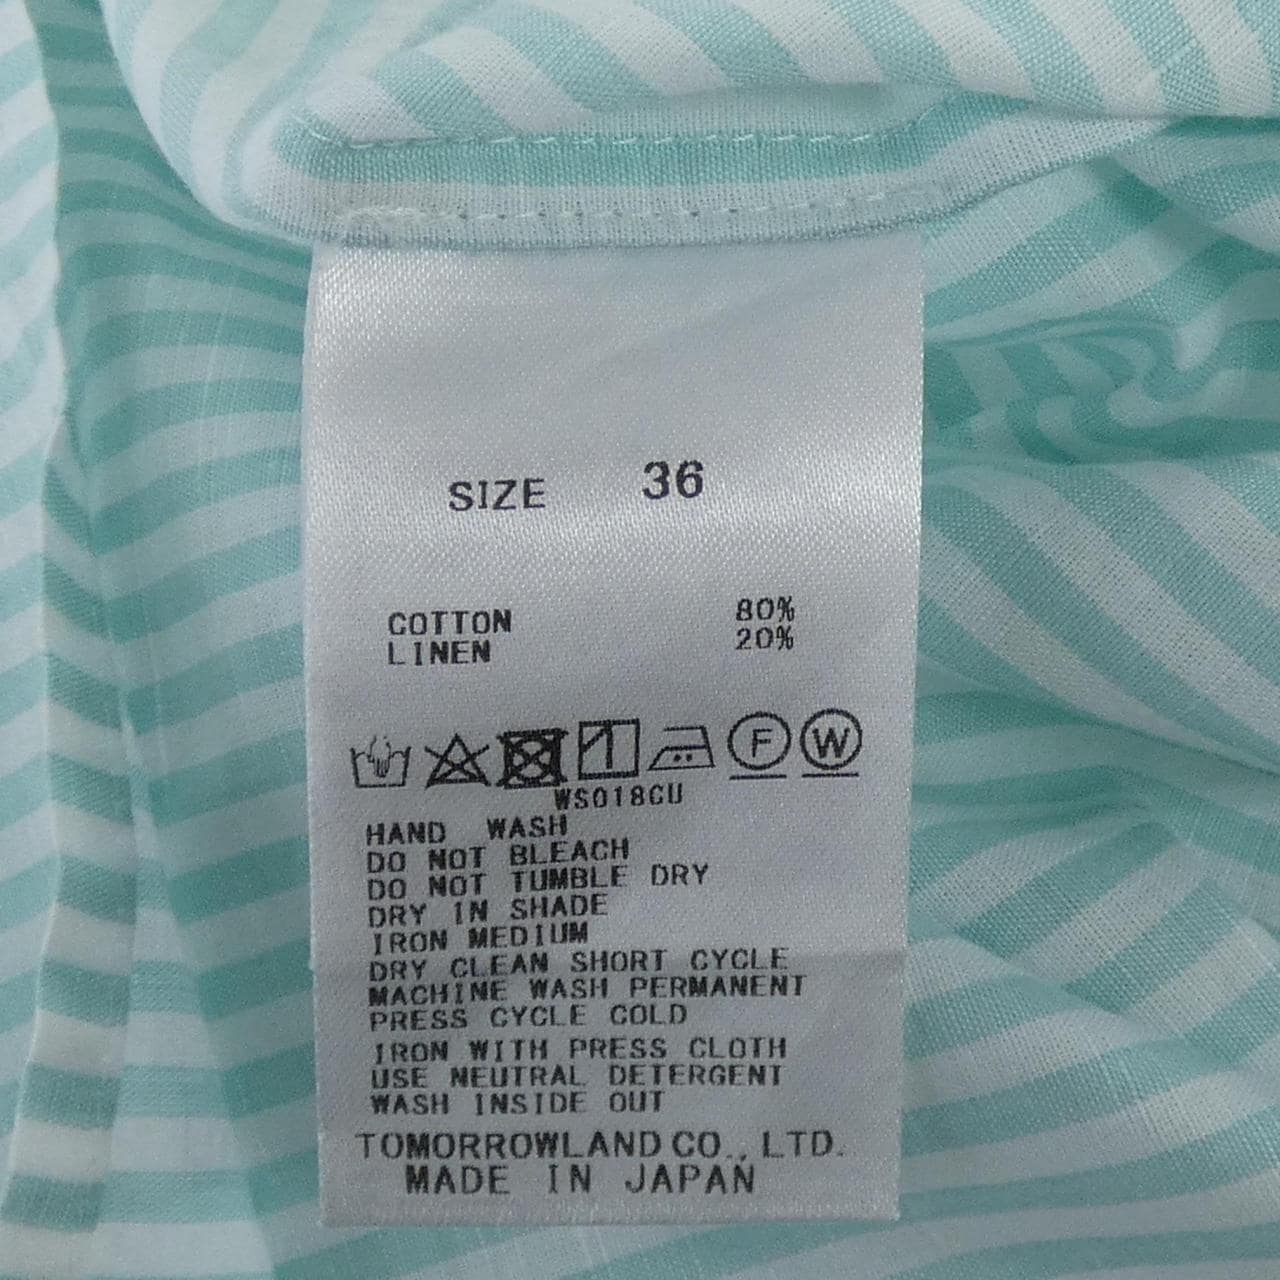 SIZE 36
COTTON 80%
LINEN 20%
F W
WS018CU
HAND WASH
DO NOT BLEACH
DO NOT TUMBLE DRY
DRY IN SHADE
IRON MEDIUM
DRY CLEAN SHORT CYCLE
MACHINE WASH PERMANENT
PRESS CYCLE COLD
IRON WITH PRESS CLOTH
USE NEUTRAL DETERGENT
WASH INSIDE OUT
TOMORROWLAND CO., LTD.
MADE IN JAPAN